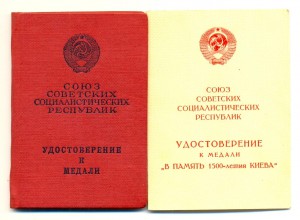 СОЮЗ
СОВЕТСКИХ
СОЦИАЛИСТИЧЕСКИХ
РЕСПУБЛИК
УДОСТОВЕРЕНИЕ
К
МЕДАЛИ
СОЮЗ
СОВЕТСКИХ
СОЦИАЛИСТИЧЕСКИХ
РЕСПУБЛИК
УДОСТОВЕРЕНИЕ
К МЕДАЛИ
„В ПАМЯТЬ 1500-летия КИЕВА“